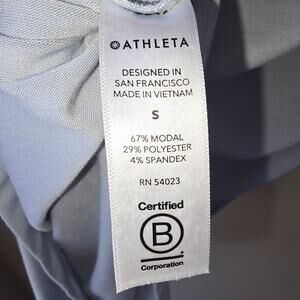 ATHLETA
DESIGNED IN
SAN FRANCISCO
MADE IN VIETNAM
S
67% MODAL
29% POLYESTER
4% SPANDEX
RN 54023
Certified
B
Corporation